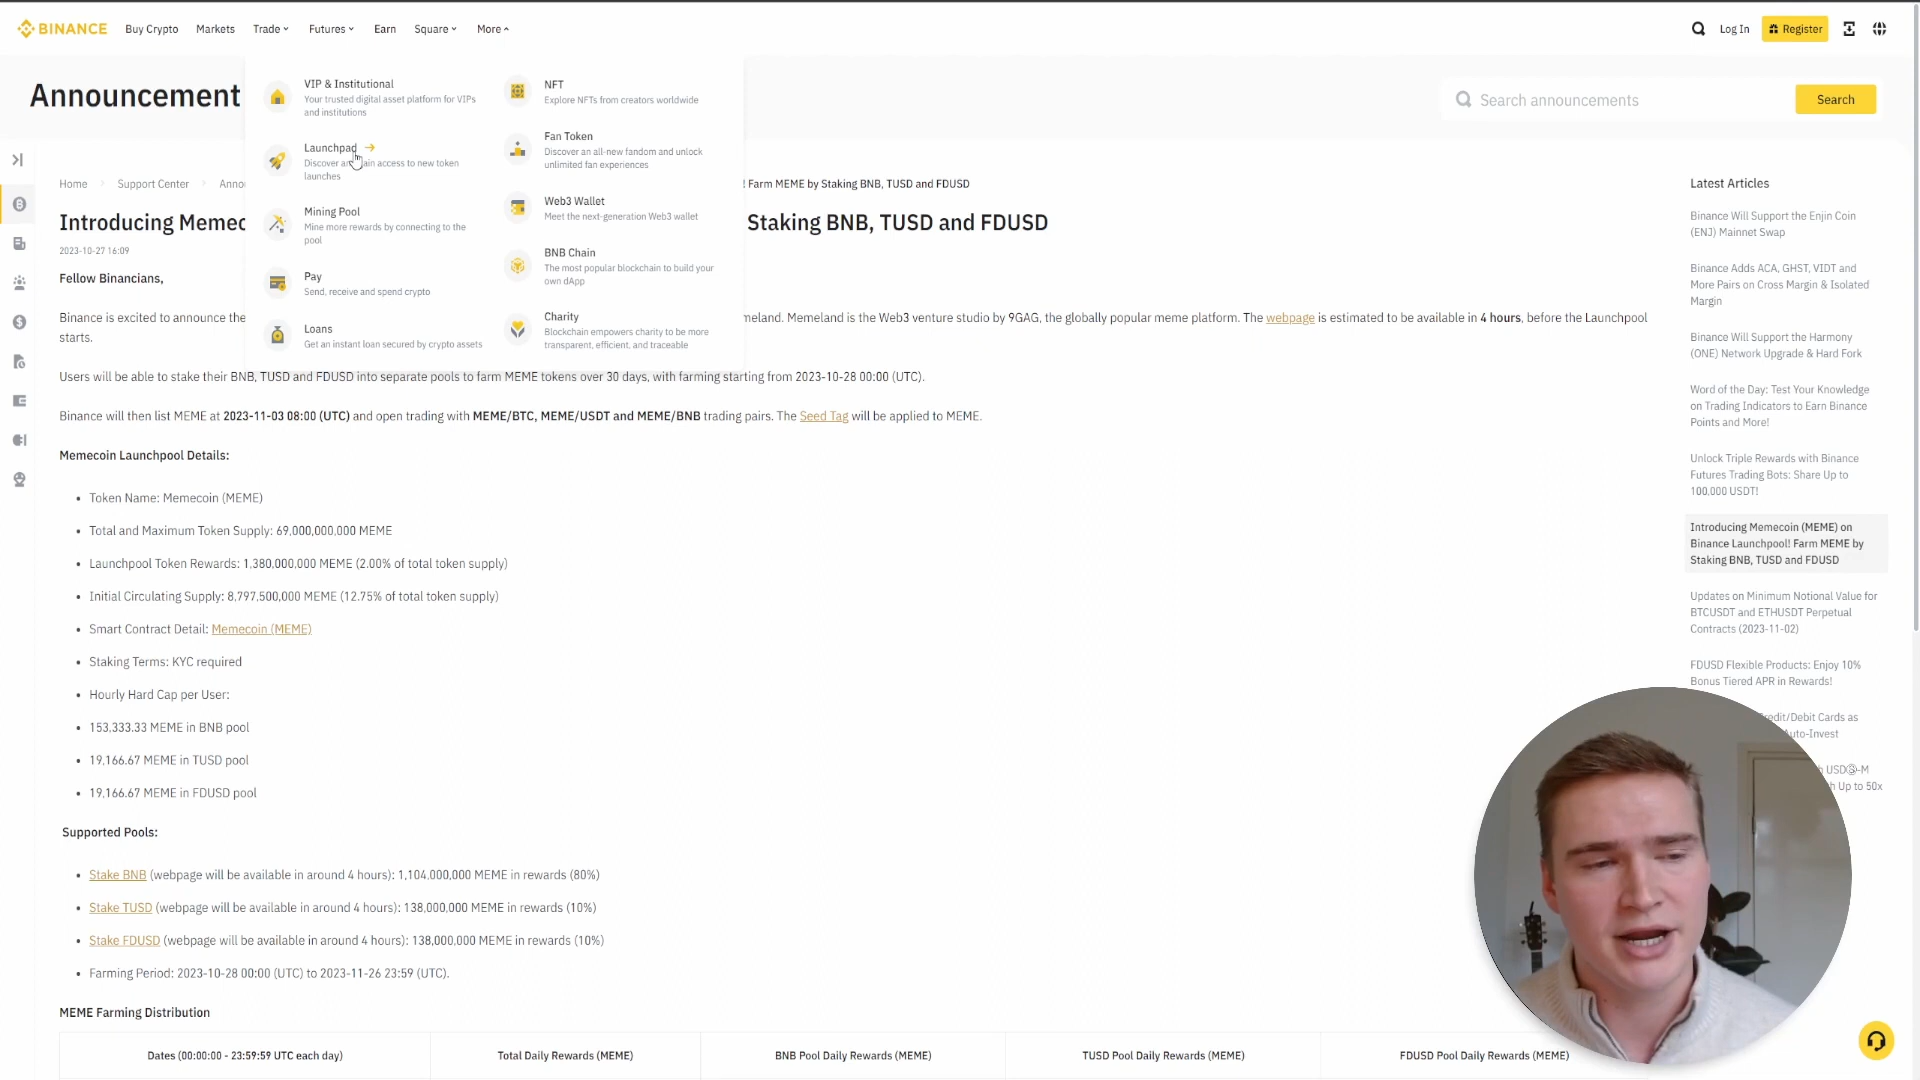 BINANCE
Buy Crypto
Markets
Trade
Futures
Earn
Square
More
Log In
Register
Announcement
Search announcements
Search
VIP & Institutional
Your trusted digital asset platform for VIPs
and institutions
Launchpad
Discover and gain access to new token
launches
Mining Pool
Mine more rewards by connecting to the
pool
Pay
Send, receive and spend crypto
Loans
Get an instant loan secured by crypto assets
NFT
Explore NFTs from creators worldwide
Fan Token
Discover an all-new fandom and unlock
unlimited fan experiences
Web3 Wallet
Meet the next-generation Web3 wallet
BNB Chain
The most popular blockchain to build your
own dApp
Charity
Blockchain empowers charity to be more
transparent, efficient, and traceable
Home
Support Center
Anno
! Farm MEME by Staking BNB, TUSD and FDUSD
Introducing Memec
Staking BNB, TUSD and FDUSD
2023-10-27 16:09
Fellow Binancians,
Binance is excited to announce the
meland. Memeland is the Web3 venture studio by 9GAG, the globally popular meme platform. The webpage is estimated to be available in 4 hours, before the Launchpool
starts.
Users will be able to stake their BNB, TUSD and FDUSD into separate pools to farm MEME tokens over 30 days, with farming starting from 2023-10-28 00:00 (UTC).
Binance will then list MEME at 2023-11-03 08:00 (UTC) and open trading with MEME/BTC, MEME/USDT and MEME/BNB trading pairs. The Seed Tag will be applied to MEME.
Memecoin Launchpool Details:
• Token Name: Memecoin (MEME)
• Total and Maximum Token Supply: 69,000,000,000 MEME
• Launchpool Token Rewards: 1,380,000,000 MEME (2.00% of total token supply)
• Initial Circulating Supply: 8,797,500,000 MEME (12.75% of total token supply)
• Smart Contract Detail: Memecoin (MEME)
• Staking Terms: KYC required
• Hourly Hard Cap per User:
• 153,333.33 MEME in BNB pool
• 19,166.67 MEME in TUSD pool
• 19,166.67 MEME in FDUSD pool
Supported Pools:
• Stake BNB (webpage will be available in around 4 hours): 1,104,000,000 MEME in rewards (80%)
• Stake TUSD (webpage will be available in around 4 hours): 138,000,000 MEME in rewards (10%)
• Stake FDUSD (webpage will be available in around 4 hours): 138,000,000 MEME in rewards (10%)
• Farming Period: 2023-10-28 00:00 (UTC) to 2023-11-26 23:59 (UTC).
MEME Farming Distribution
Dates (00:00:00 - 23:59:59 UTC each day)
Total Daily Rewards (MEME)
BNB Pool Daily Rewards (MEME)
TUSD Pool Daily Rewards (MEME)
FDUSD Pool Daily Rewards (MEME)
Latest Articles
Binance Will Support the Enjin Coin
(ENJ) Mainnet Swap
Binance Adds ACA, GHST, VIDT and
More Pairs on Cross Margin & Isolated
Margin
Binance Will Support the Harmony
(ONE) Network Upgrade & Hard Fork
Word of the Day: Test Your Knowledge
on Trading Indicators to Earn Binance
Points and More!
Unlock Triple Rewards with Binance
Futures Trading Bots: Share Up to
100,000 USDT!
Introducing Memecoin (MEME) on
Binance Launchpool! Farm MEME by
Staking BNB, TUSD and FDUSD
Updates on Minimum Notional Value for
BTCUSDT and ETHUSDT Perpetual
Contracts (2023-11-02)
FDUSD Flexible Products: Enjoy 10%
Bonus Tiered APR in Rewards!
redit/Debit Cards as
Auto-Invest
USDⓈ-M
h Up to 50x